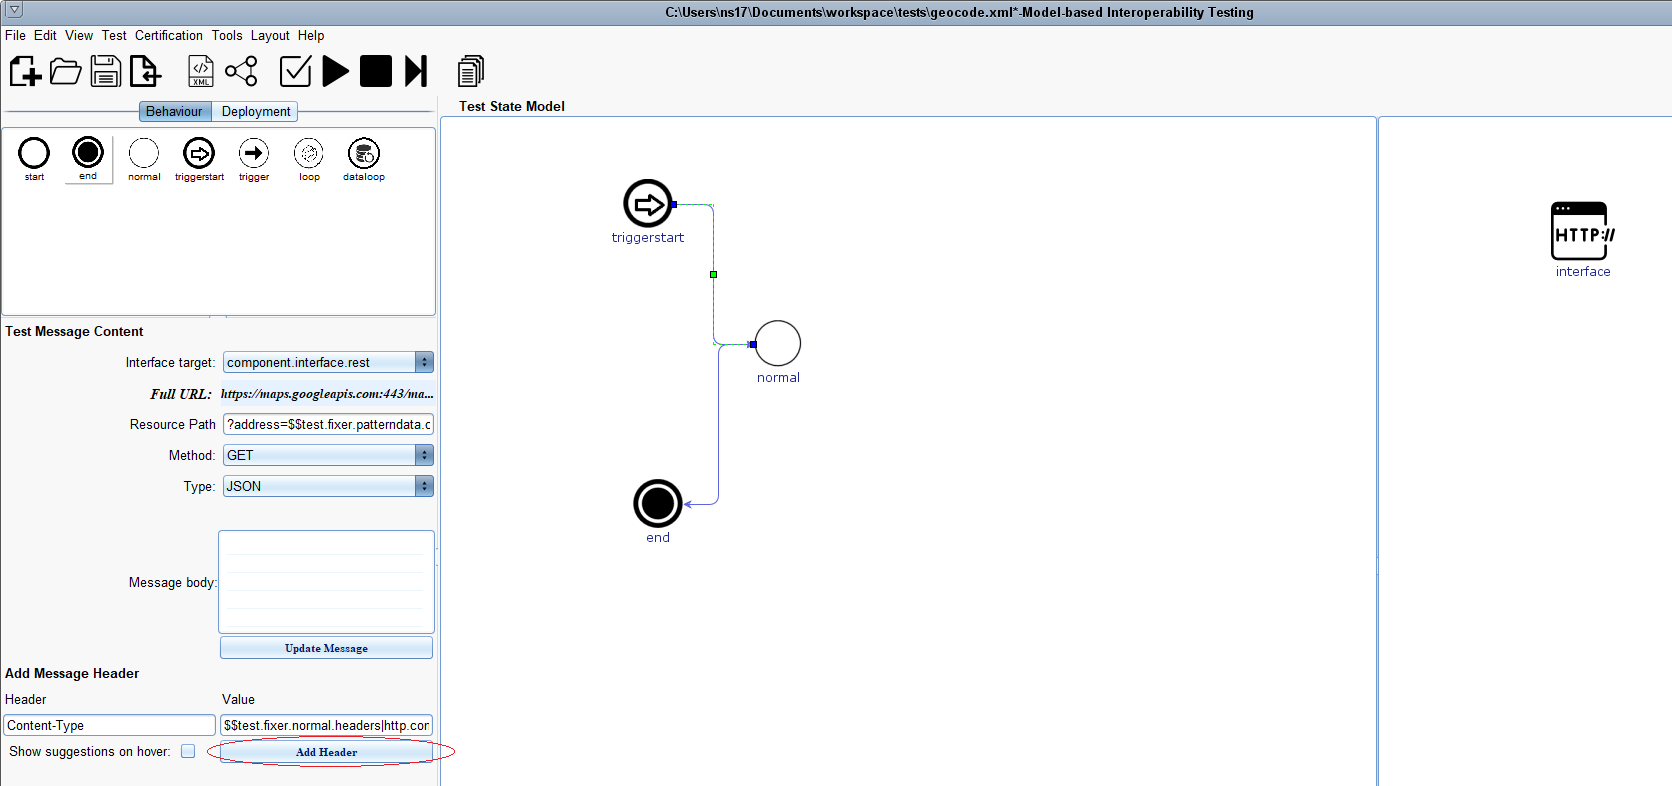 C:\Users\ns17\Documents\workspace\tests\geocode.xml*-Model-based Interoperability Testing
File Edit View Test Certification Tools Layout Help
</>
XML
Behaviour Deployment
Test State Model
start end normal triggerstart trigger loop dataloop
triggerstart
HTTP://
interface
Test Message Content
Interface target: component.interface.rest
normal
Full URL: https://maps.googleapis.com:443/ma...
Resource Path ?address=$$test.fixer.patterndata.c
Method: GET
Type: JSON
end
Message body:
Update Message
Add Message Header
Header Value
Content-Type $$test.fixer.normal.headers|http.con
Show suggestions on hover: Add Header